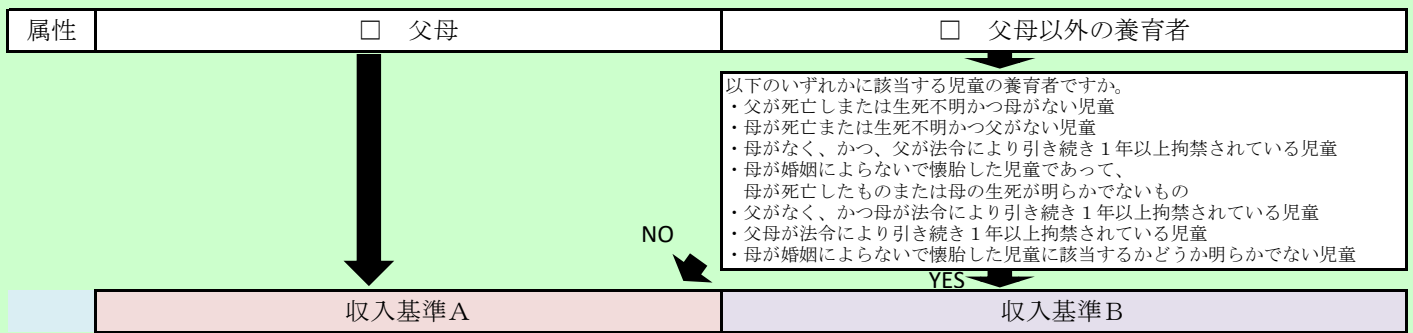 属性
□ 父母
□ 父母以外の養育者
以下のいずれかに該当する児童の養育者ですか。
・父が死亡しまたは生死不明かつ母がない児童
・母が死亡または生死不明かつ父がない児童
・母がなく、かつ、父が法令により引き続き１年以上拘禁されている児童
・母が婚姻によらないで懐胎した児童であって、
母が死亡したものまたは母の生死が明らかでないもの
・父がなく、かつ母が法令により引き続き１年以上拘禁されている児童
・父母が法令により引き続き１年以上拘禁されている児童
・母が婚姻によらないで懐胎した児童に該当するかどうか明らかでない児童
NO
YES
収入基準Ａ
収入基準Ｂ